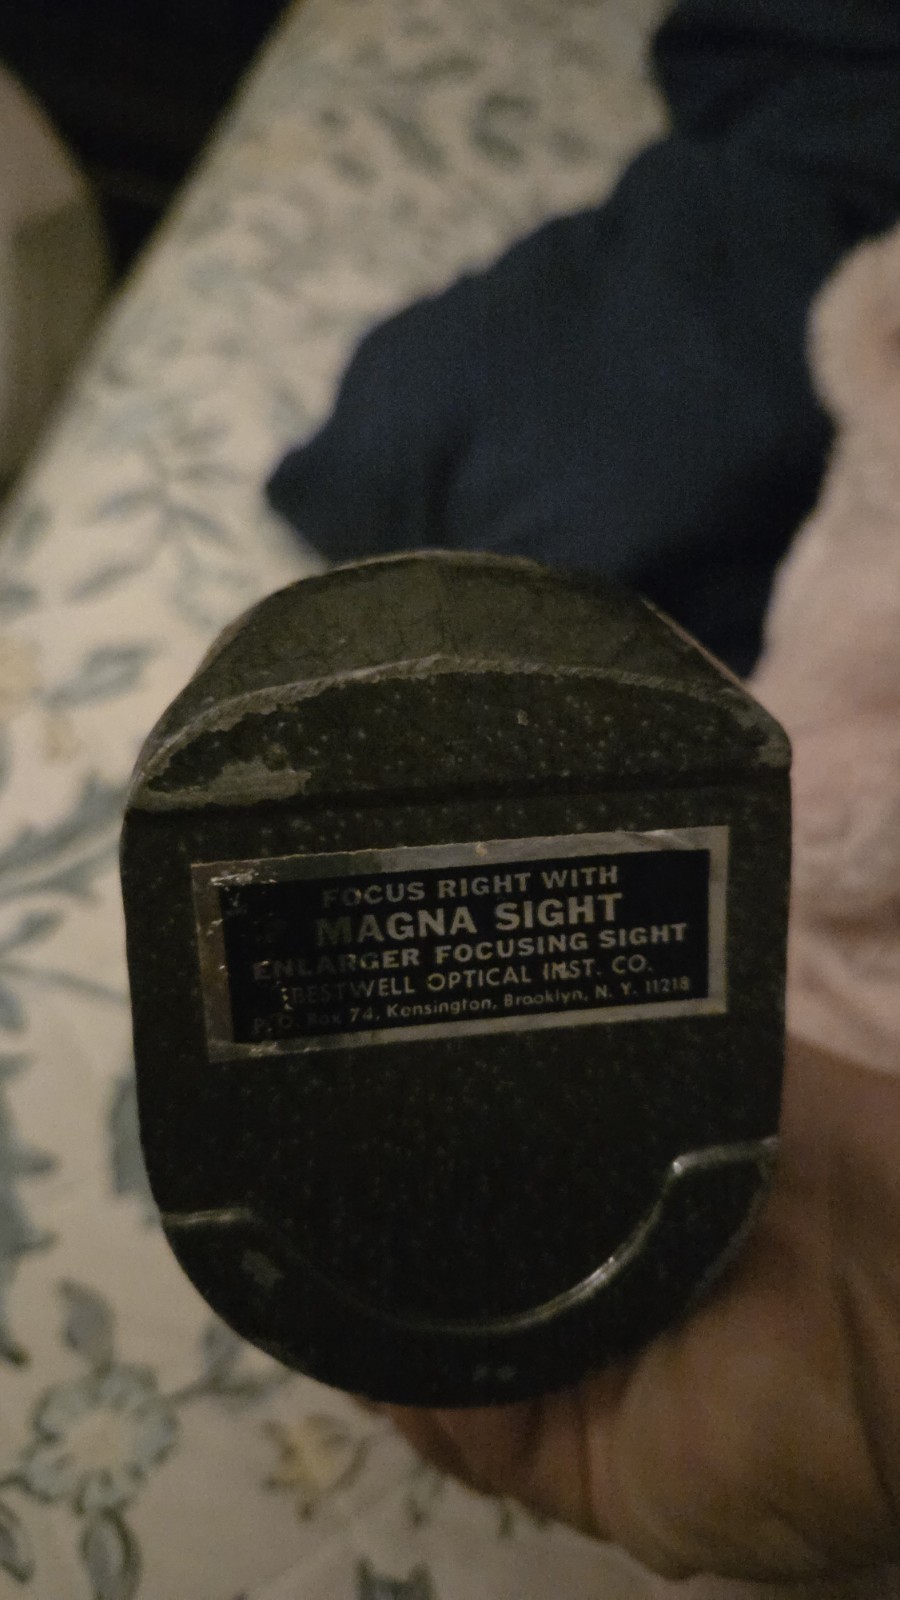 FOCUS RIGHT WITH
MAGNA SIGHT
ENLARGER FOCUSING SIGHT
BESTWELL OPTICAL INST. CO.
P.O. Box 74, Kensington, Brooklyn, N. Y. 11218